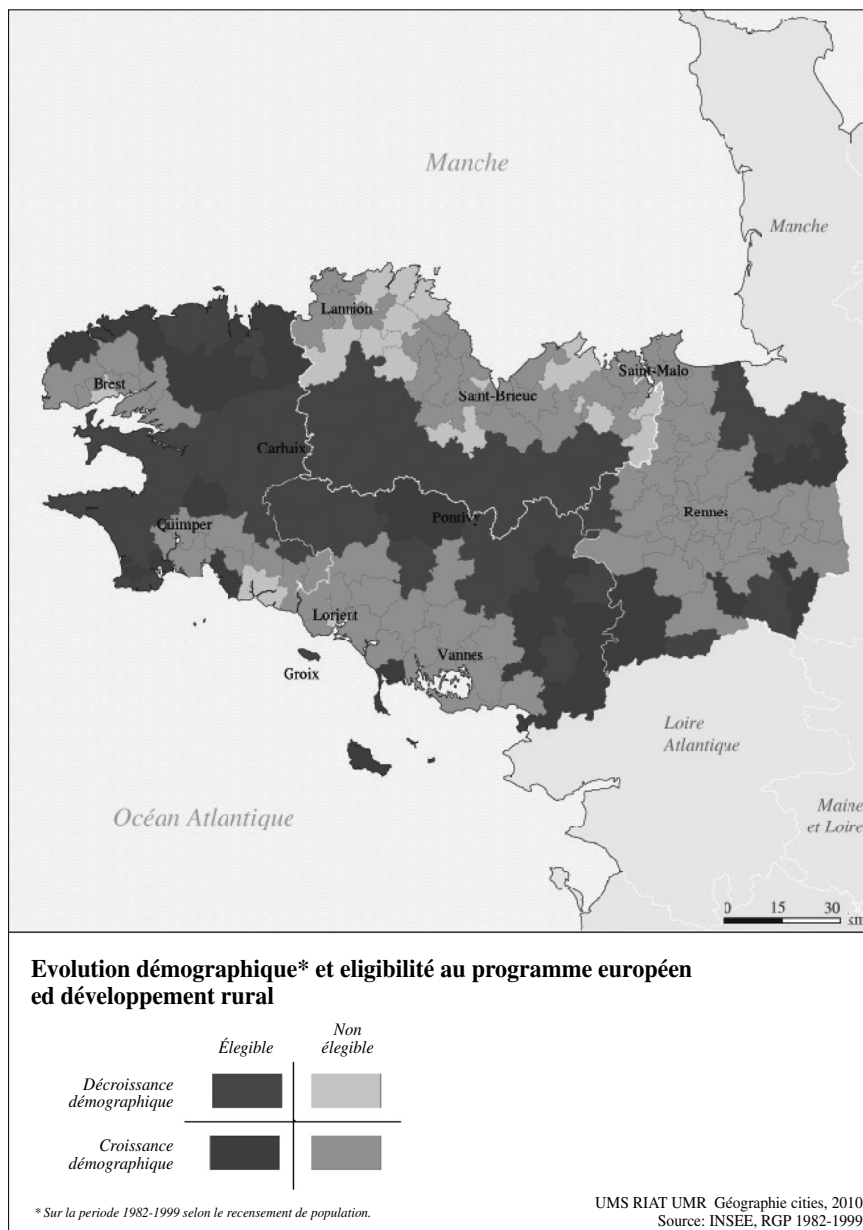 Manche
Manche
Lannion
Saint-Malo
Brest
Saint-Brieuc
Carhaix
Rennes
Pontivy
Quimper
Lorient
Vannes
Groix
Loire
Atlantique
Maine
et Loire
Océan Atlantique
0 15 30
km
Evolution démographique* et eligibilité au programme européen
ed développement rural
Élegible
Non
élegible
Décroissance
démographique
Croissance
démographique
* Sur la periode 1982-1999 selon le recensement de population.
UMS RIAT UMR Géographie cities, 2010
Source: INSEE, RGP 1982-1999